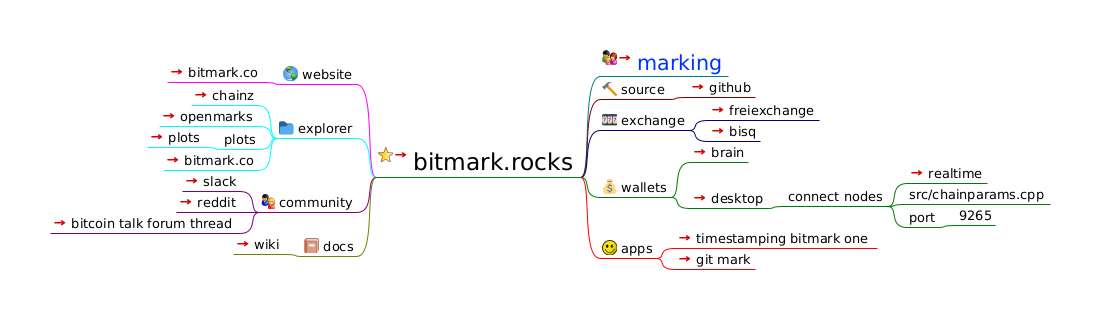 bitmark.rocks
website
bitmark.co
explorer
chainz
openmarks
plots
plots
bitmark.co
community
slack
reddit
bitcoin talk forum thread
docs
wiki
marking
source
github
exchange
freiexchange
bisq
wallets
brain
desktop
connect nodes
realtime
src/chainparams.cpp
port
9265
apps
timestamping bitmark one
git mark